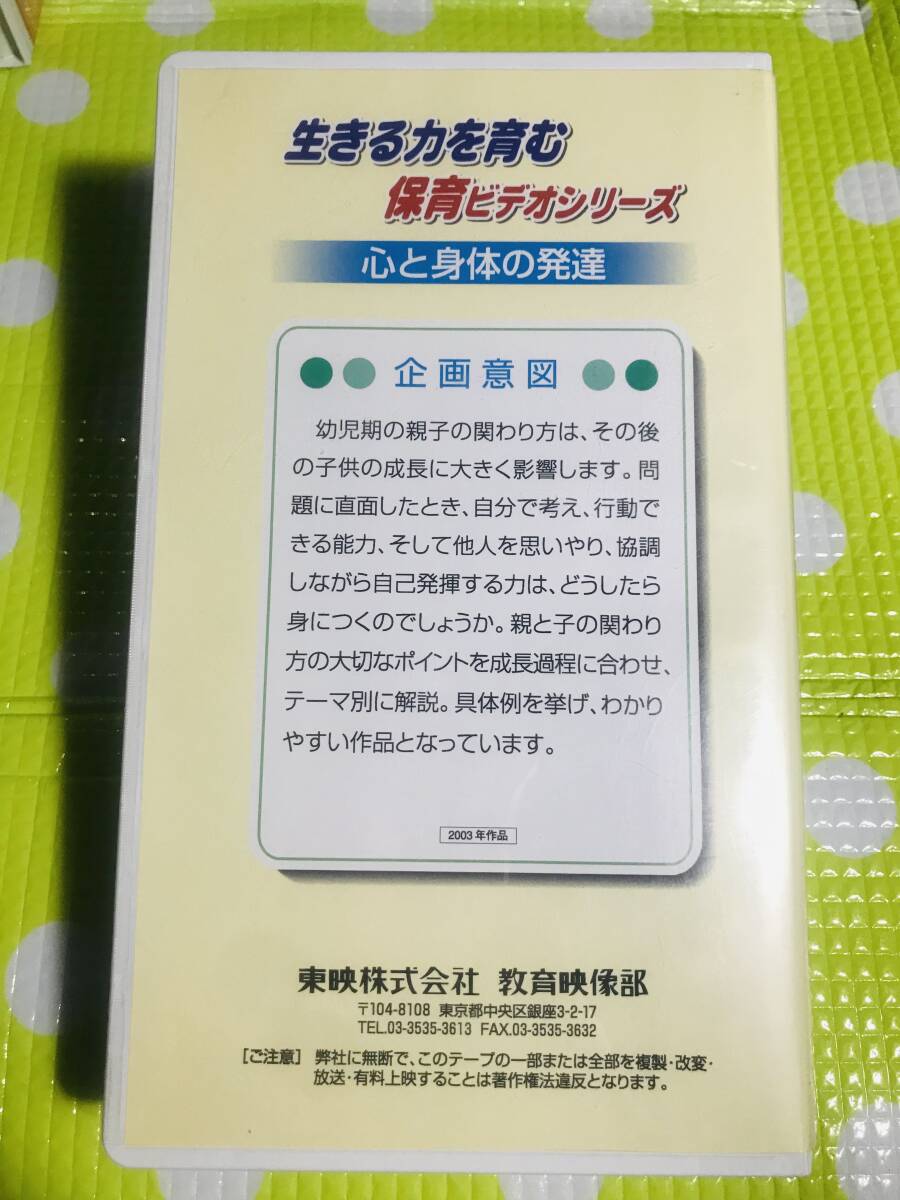 生きる力を育む
保育ビデオシリーズ
心と身体の発達
企画意図
幼児期の親子の関わり方は、その後
の子供の成長に大きく影響します。問
題に直面したとき、自分で考え、行動で
きる能力、そして他人を思いやり、協調
しながら自己発揮する力は、どうしたら
身につくのでしょうか。親と子の関わり
方の大切なポイントを成長過程に合わせ、
テーマ別に解説。具体例を挙げ、わかり
やすい作品となっています。
2003年作品
東映株式会社 教育映像部
〒104-8108 東京都中央区銀座3-2-17
TEL.03-3535-3613 FAX.03-3535-3632
［ご注意］ 弊社に無断で、このテープの一部または全部を複製・改変・
放送・有料上映することは著作権法違反となります。